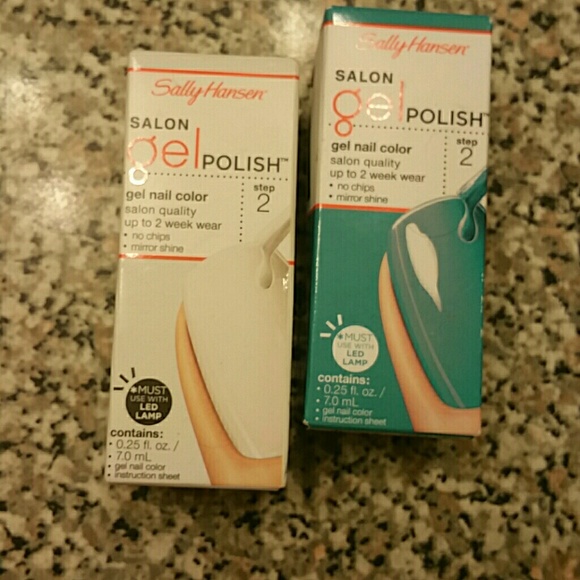 Sally Hansen®
SALON
gel POLISH™
gel nail color
salon quality
up to 2 week wear
• no chips
• mirror shine
step
2
*MUST
USE WITH
LED
LAMP
contains:
• 0.25 fl. oz. /
7.0 mL
• gel nail color
• instruction sheet
Sally Hansen®
SALON
gel POLISH™
gel nail color
salon quality
up to 2 week wear
• no chips
• mirror shine
step
2
*MUST
USE WITH
LED
LAMP
contains:
• 0.25 fl. oz. /
7.0 mL
• gel nail color
• instruction sheet